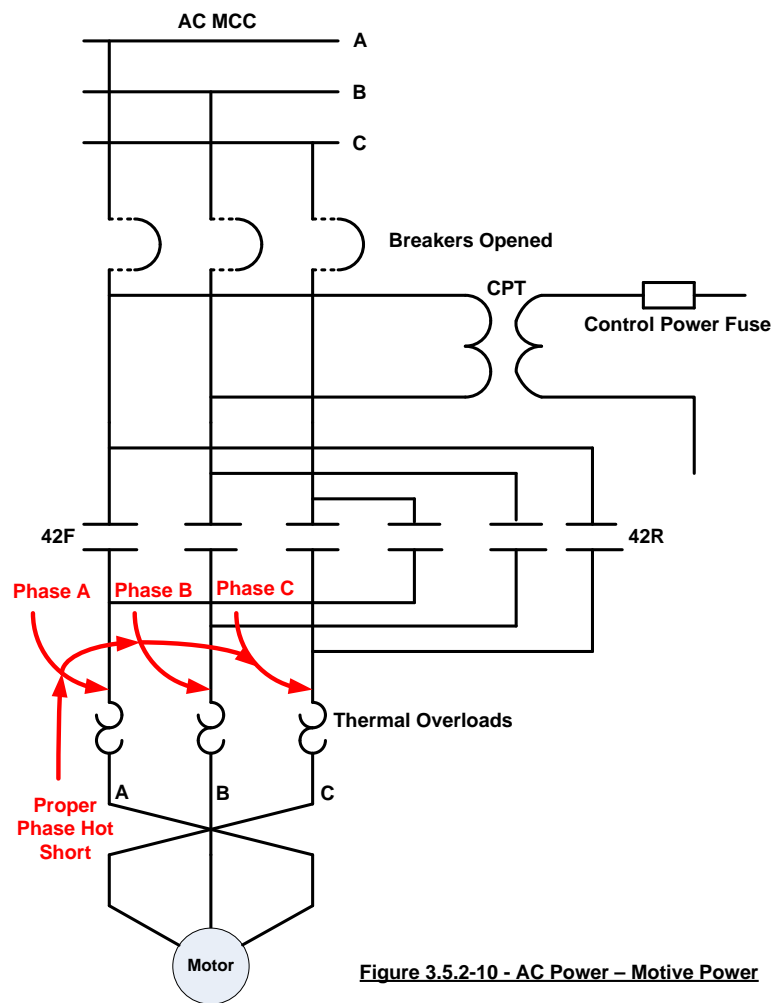 AC MCC
A
B
C
Breakers Opened
CPT
Control Power Fuse
42F
42R
Phase A
Phase B
Phase C
Thermal Overloads
A
B
C
Proper
Phase Hot
Short
Motor
Figure 3.5.2-10 - AC Power – Motive Power